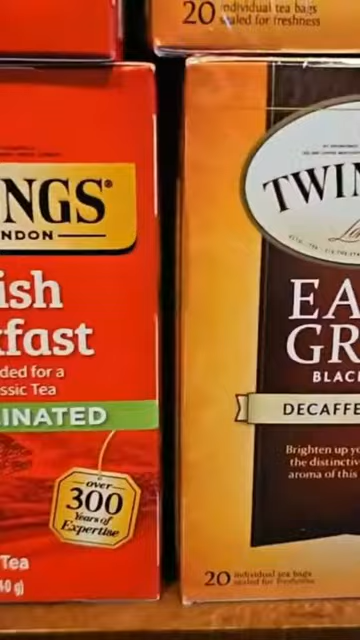 20 individual tea bags
sealed for freshness
NGS®
NDON
ish
fast
ded for a
ssic Tea
INATED
over
300
Years of
Expertise
Tea
40 g)
TWIN
EA
GR
BLAC
DECAFFE
Brighten up yo
the distinctiv
aroma of this
20 individual tea bags
sealed for freshness